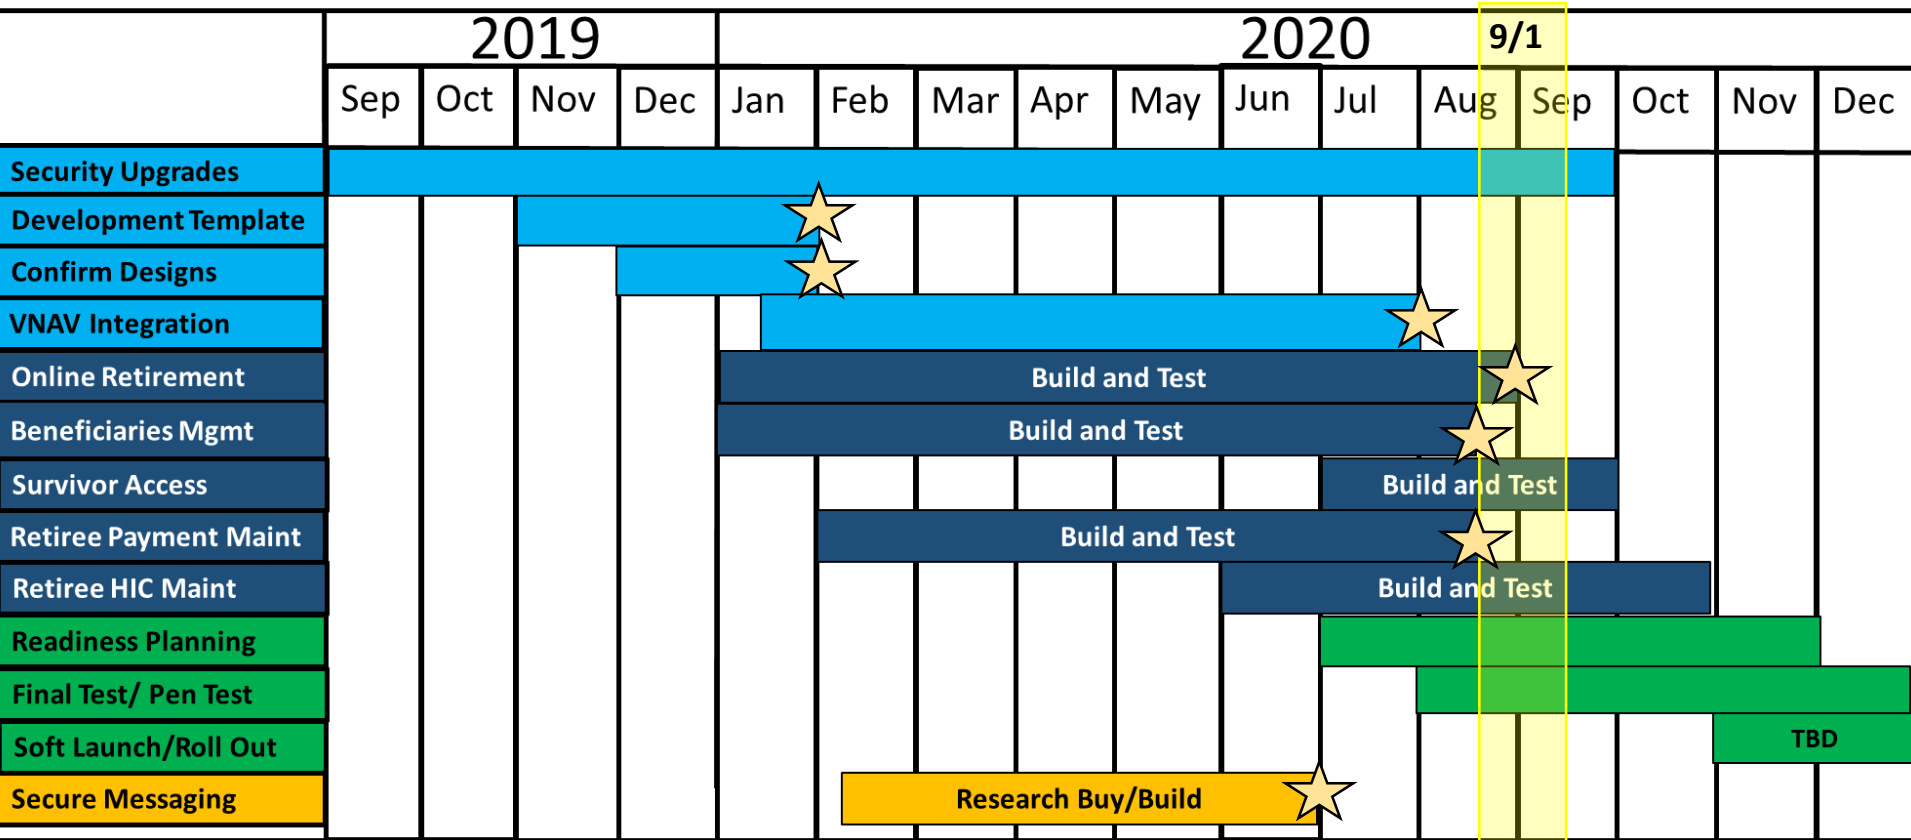 2019 2020 9/1
Sep Oct Nov Dec Jan Feb Mar Apr May Jun Jul Aug Sep Oct Nov Dec
Security Upgrades
Development Template
Confirm Designs
VNAV Integration
Online Retirement Build and Test
Beneficiaries Mgmt Build and Test
Survivor Access Build and Test
Retiree Payment Maint Build and Test
Retiree HIC Maint Build and Test
Readiness Planning
Final Test/ Pen Test
Soft Launch/Roll Out TBD
Secure Messaging Research Buy/Build